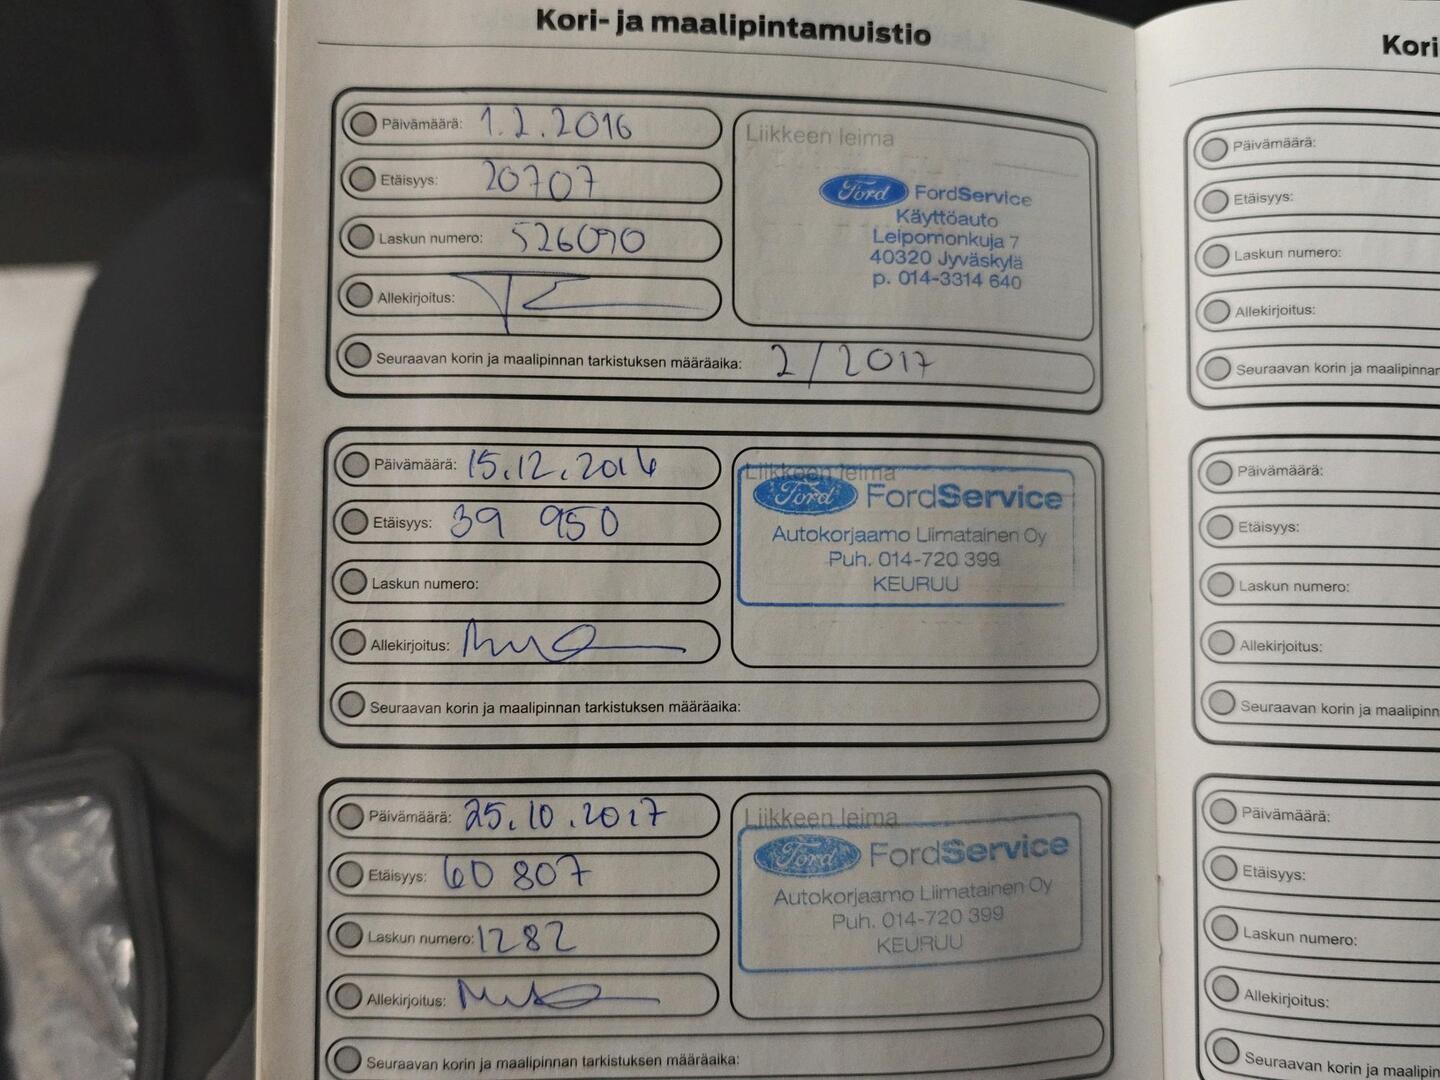 Kori- ja maalipintamuistio
Päivämäärä: 1.2.2016
Etäisyys: 20707
Laskun numero: 526090
Allekirjoitus:
Liikkeen leima
Ford FordService
Käyttöauto
Leipomonkuja 7
40320 Jyväskylä
p. 014-3314 640
Seuraavan korin ja maalipinnan tarkistuksen määräaika: 2/2017
Päivämäärä: 15.12.2016
Etäisyys: 39 950
Laskun numero:
Allekirjoitus:
Liikkeen leima
Ford FordService
Autokorjaamo Liimatainen Oy
Puh. 014-720 399
KEURUU
Seuraavan korin ja maalipinnan tarkistuksen määräaika:
Päivämäärä: 25.10.2017
Etäisyys: 60 807
Laskun numero: 1282
Allekirjoitus:
Liikkeen leima
Ford FordService
Autokorjaamo Liimatainen Oy
Puh. 014-720 399
KEURUU
Seuraavan korin ja maalipinnan tarkistuksen määräaika:
Kori
Päivämäärä:
Etäisyys:
Laskun numero:
Allekirjoitus:
Seuraavan korin ja maalipinnan
Päivämäärä:
Etäisyys:
Laskun numero:
Allekirjoitus:
Seuraavan korin ja maalipinn
Päivämäärä:
Etäisyys:
Laskun numero:
Allekirjoitus:
Seuraavan korin ja maalipin